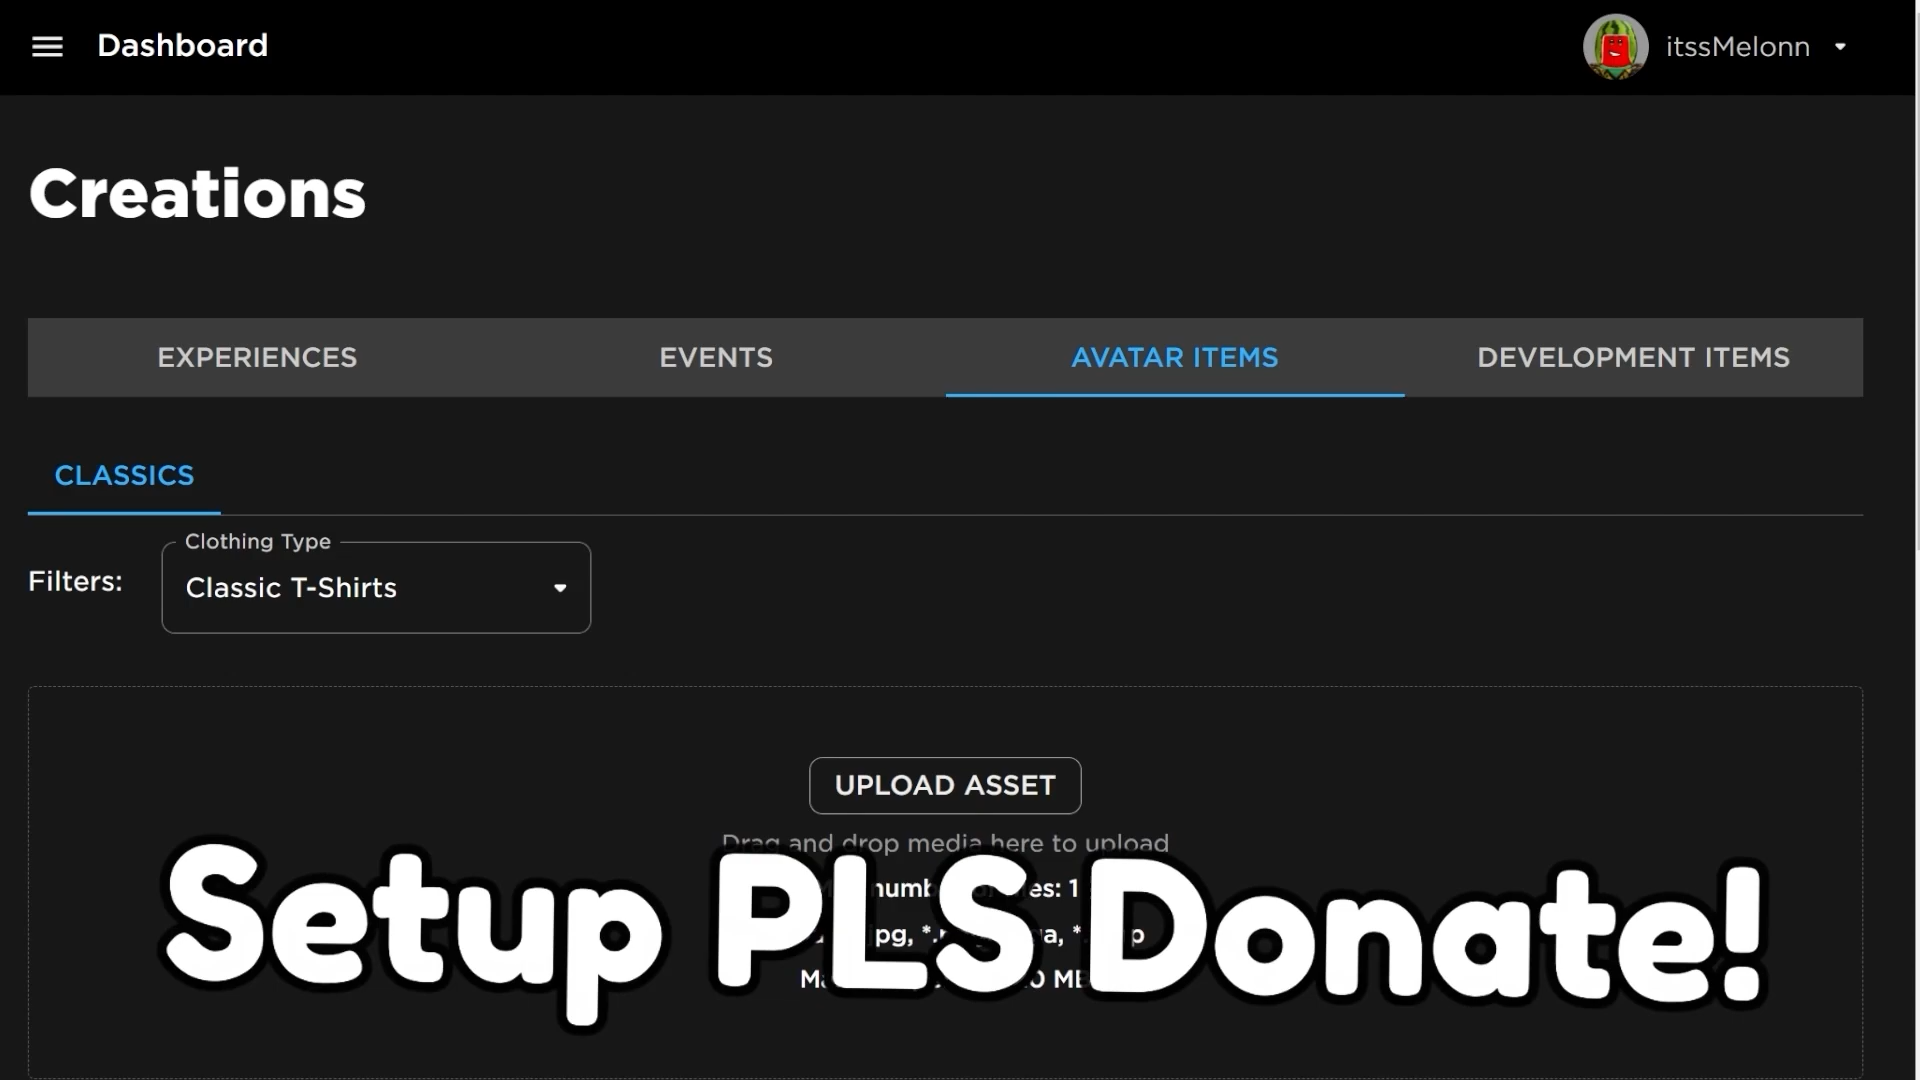 Dashboard
itssMelonn
Creations
EXPERIENCES
EVENTS
AVATAR ITEMS
DEVELOPMENT ITEMS
CLASSICS
Filters:
Clothing Type
Classic T-Shirts
UPLOAD ASSET
Drag and drop media here to upload
Setup PLS Donate!